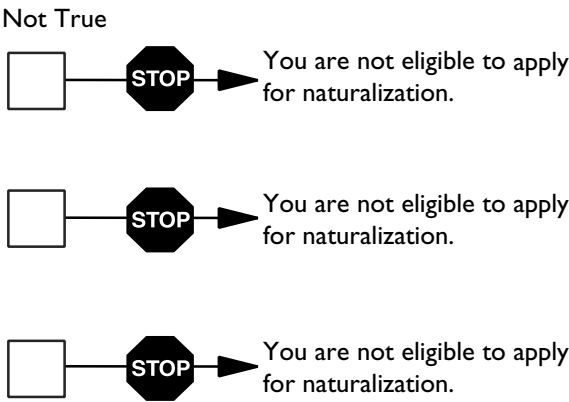 Not True
STOP
You are not eligible to apply
for naturalization.
STOP
You are not eligible to apply
for naturalization.
STOP
You are not eligible to apply
for naturalization.